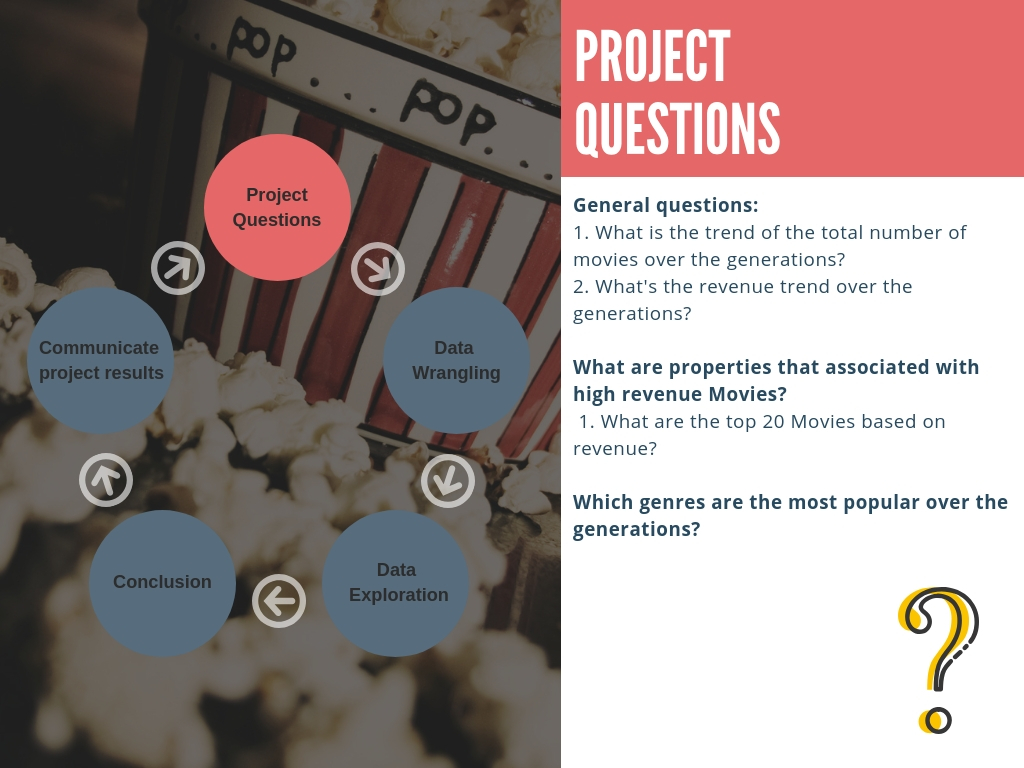 pop
pop
Project
Questions
Communicate
project results
Data
Wrangling
Conclusion
Data
Exploration
PROJECT
QUESTIONS
General questions:
1. What is the trend of the total number of
movies over the generations?
2. What's the revenue trend over the
generations?
What are properties that associated with
high revenue Movies?
1. What are the top 20 Movies based on
revenue?
Which genres are the most popular over the
generations?
?